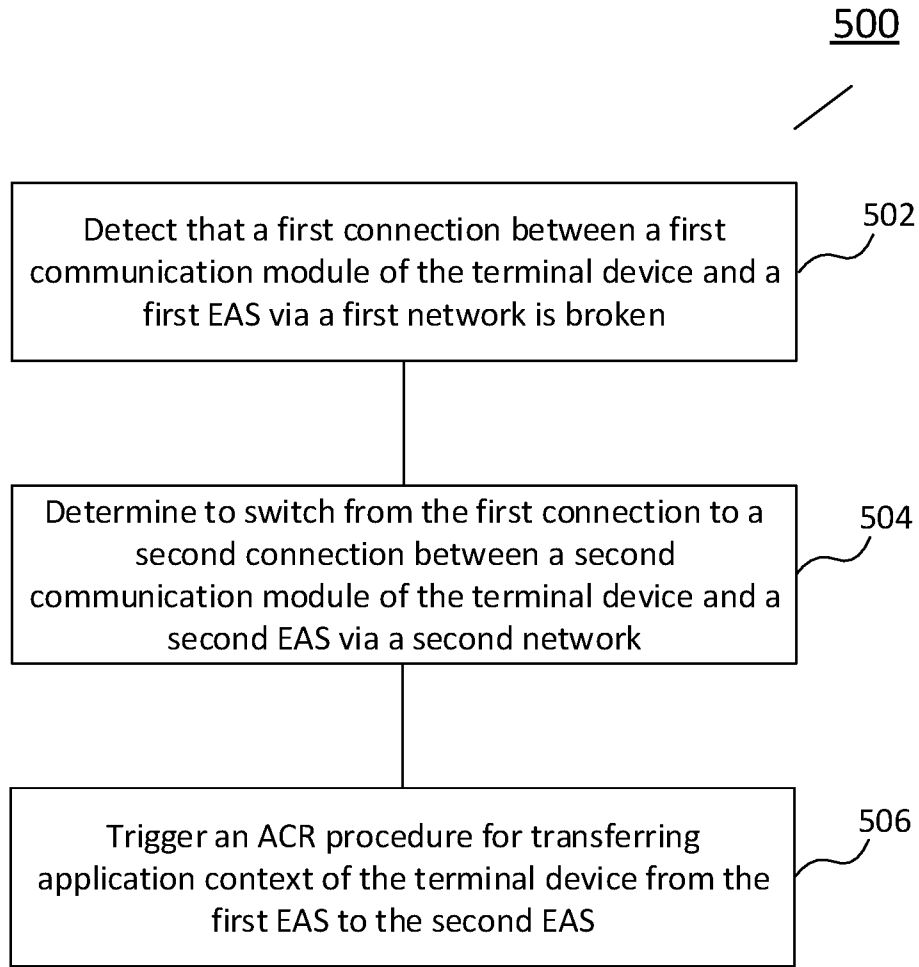 500
Detect that a first connection between a first
communication module of the terminal device and a
first EAS via a first network is broken
502
Determine to switch from the first connection to a
second connection between a second
communication module of the terminal device and a
second EAS via a second network
504
Trigger an ACR procedure for transferring
application context of the terminal device from the
first EAS to the second EAS
506